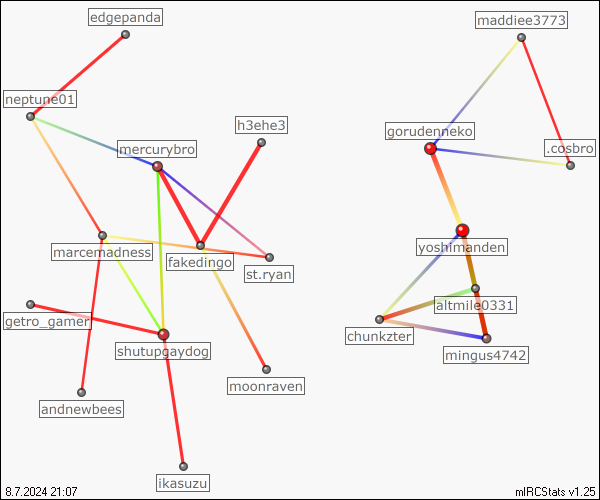 edgepanda
maddiee3773
neptune01
h3ehe3
gorudenneko
mercurybro
.cosbro
marcemadness
fakedingo
yoshimanden
st.ryan
altmile0331
getro_gamer
chunkzter
shutupgaydog
mingus4742
moonraven
andnewbees
ikasuzu
8.7.2024 21:07
mIRCStats v1.25